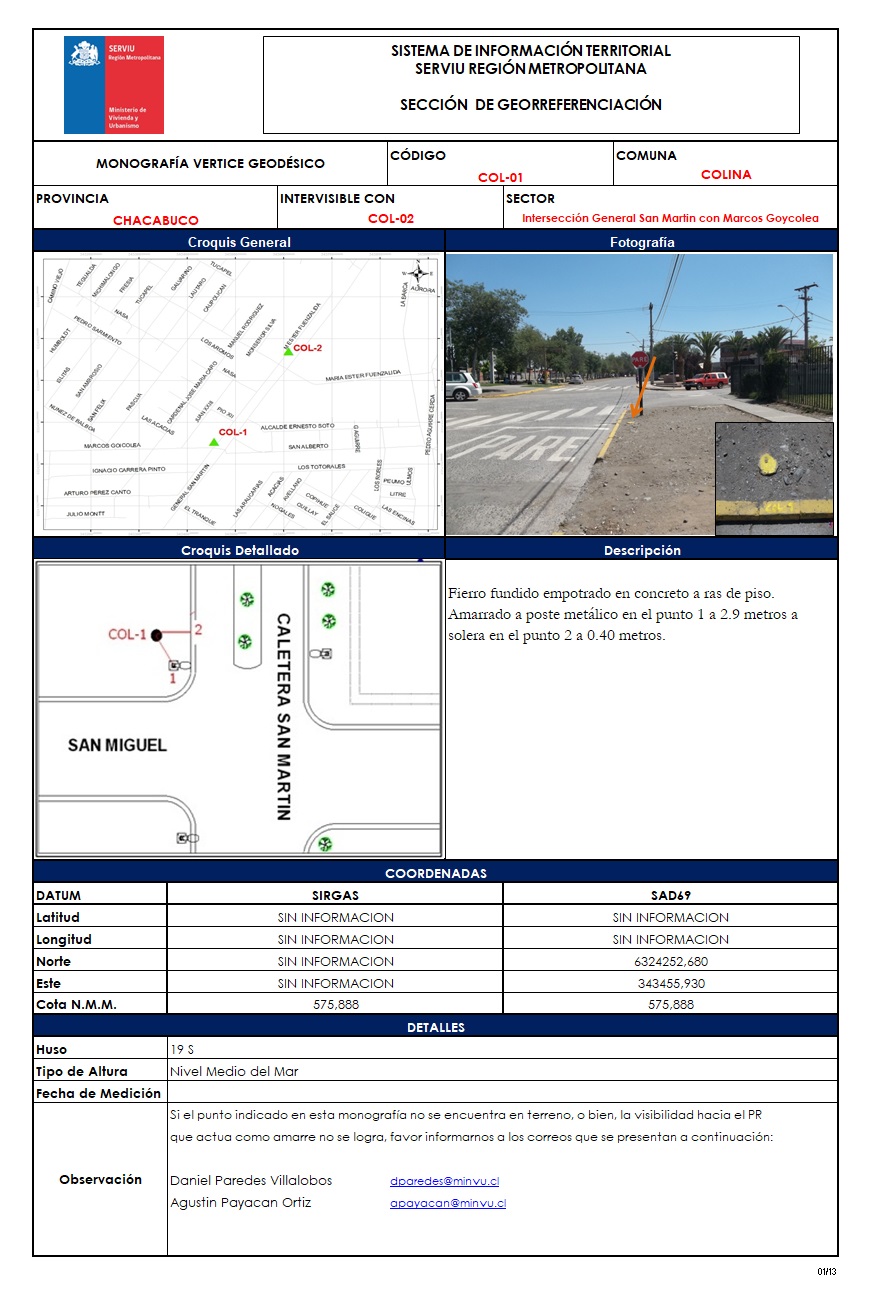 SERVIU
Región Metropolitana
Ministerio de
Vivienda y
Urbanismo
SISTEMA DE INFORMACIÓN TERRITORIAL
SERVIU REGIÓN METROPOLITANA
SECCIÓN DE GEORREFERENCIACIÓN
MONOGRAFÍA VERTICE GEODÉSICO
CÓDIGO
COL-01
COMUNA
COLINA
PROVINCIA
CHACABUCO
INTERVISIBLE CON
COL-02
SECTOR
Intersección General San Martin con Marcos Goycolea
Croquis General
Fotografía
CAMINO VIEJO
TEGUALDA
MICHIMALONGO
FRESIA
TUCAPEL
GALVARINO
LAUTARO
CAUPOLICAN
TUCAPEL
NASA
PEDRO SARMIENTO
HUMBOLDT
LOS AROMOS
MANUEL RODRIGUEZ
MONSEÑOR SILVA
M ESTER FUENZALIDA
LA BARCA
AURORA
W
E
COL-2
MARIA ESTER FUENZALIDA
SAN AMBROSIO
SAN FELIX
NUNEZ DE BALBOA
PASCUA
LAS ACACIAS
CARDENAL JOSE MARIA CARO
NASA
JUAN XXIII
PIO XII
COL-1
ALCALDE ERNESTO SOTO
SAN ALBERTO
G AGUIRRE
PEDRO AGUIRRE CERDA
MARCOS GOICOLEA
IGNACIO CARRERA PINTO
ARTURO PEREZ CANTO
JULIO MONTT
GENERAL SAN MARTIN
EL TRANQUE
LOS TOTORALES
LAS ARAUCARIAS
ACACIAS
AVELLANO
NOGALES
COPIHUE
QUILLAY
EL SAUCE
COLIGUE
LOS ROBLES
PEUMO
ULMOS
LITRE
LAS ENCINAS
PARE
PARE
Croquis Detallado
Descripción
COL-1
2
1
SAN MIGUEL
CALETERA SAN MARTIN
Fierro fundido empotrado en concreto a ras de piso.
Amarrado a poste metálico en el punto 1 a 2.9 metros a
solera en el punto 2 a 0.40 metros.
COORDENADAS
DATUM SIRGAS SAD69
Latitud SIN INFORMACION SIN INFORMACION
Longitud SIN INFORMACION SIN INFORMACION
Norte SIN INFORMACION 6324252,680
Este SIN INFORMACION 343455,930
Cota N.M.M. 575,888 575,888
DETALLES
Huso 19 S
Tipo de Altura Nivel Medio del Mar
Fecha de Medición
Observación
Si el punto indicado en esta monografía no se encuentra en terreno, o bien, la visibilidad hacia el PR
que actua como amarre no se logra, favor informarnos a los correos que se presentan a continuación:
Daniel Paredes Villalobos dparedes@minvu.cl
Agustin Payacan Ortiz apayacan@minvu.cl
01/13